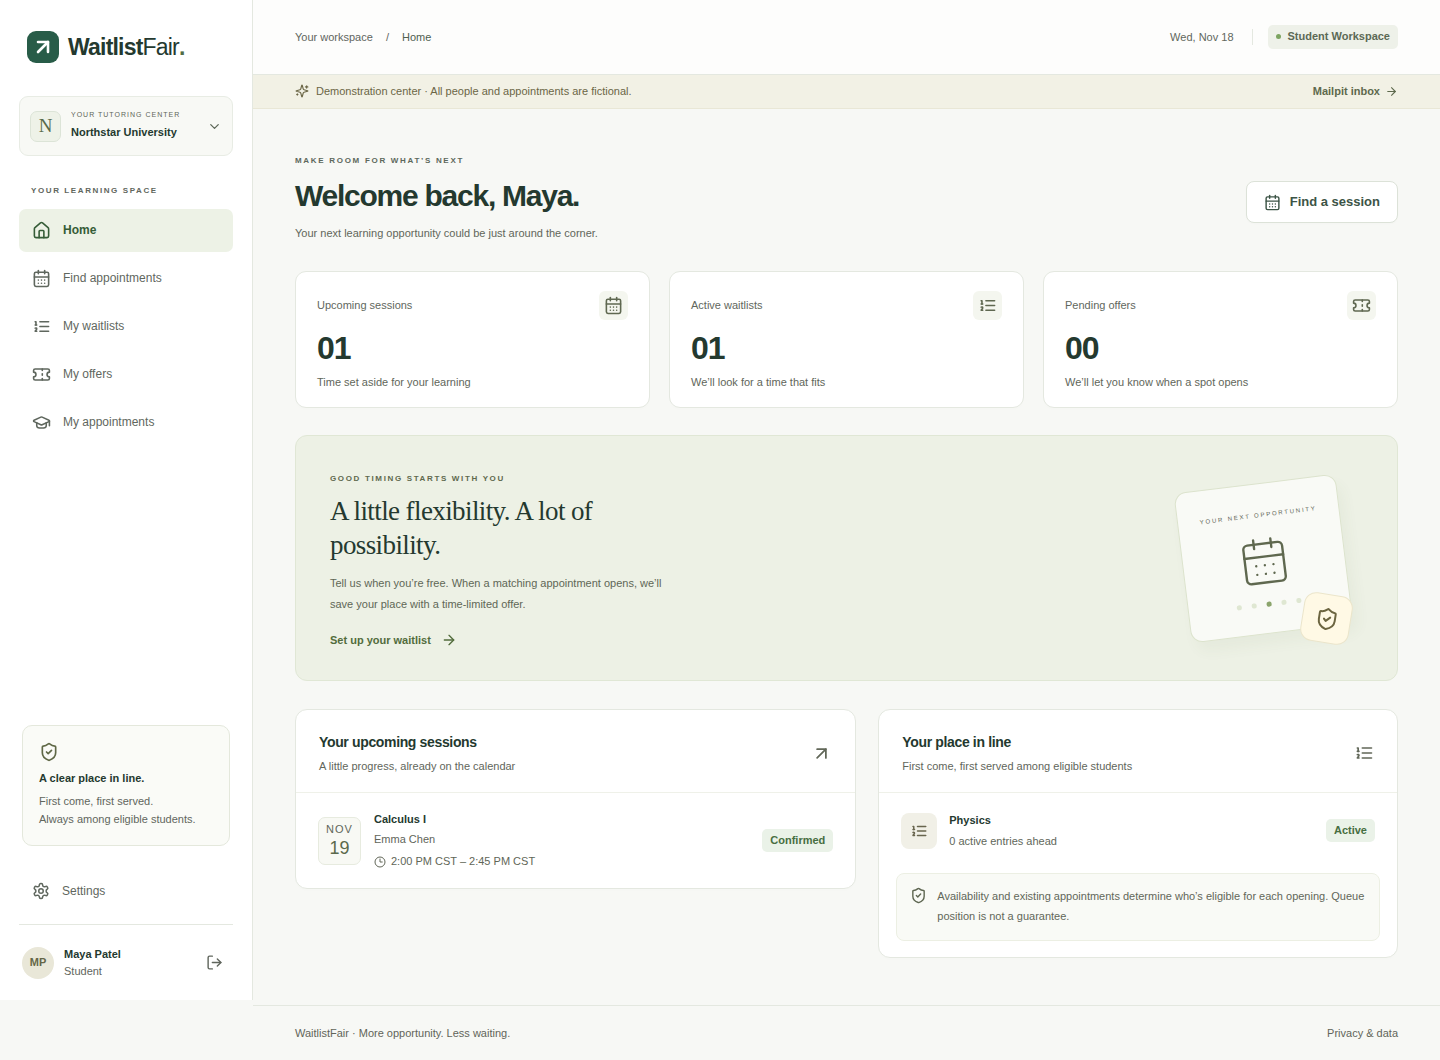 WaitlistFair.
YOUR TUTORING CENTER
N
Northstar University
YOUR LEARNING SPACE
Home
Find appointments
My waitlists
My offers
My appointments
A clear place in line.
First come, first served.
Always among eligible students.
Settings
MP
Maya Patel
Student
Your workspace / Home
Wed, Nov 18
Student Workspace
Demonstration center · All people and appointments are fictional.
Mailpit inbox
MAKE ROOM FOR WHAT'S NEXT
Welcome back, Maya.
Your next learning opportunity could be just around the corner.
Find a session
Upcoming sessions
01
Time set aside for your learning
Active waitlists
01
We'll look for a time that fits
Pending offers
00
We'll let you know when a spot opens
GOOD TIMING STARTS WITH YOU
A little flexibility. A lot of
possibility.
Tell us when you're free. When a matching appointment opens, we'll
save your place with a time-limited offer.
Set up your waitlist
YOUR NEXT OPPORTUNITY
Your upcoming sessions
A little progress, already on the calendar
NOV
19
Calculus I
Emma Chen
2:00 PM CST – 2:45 PM CST
Confirmed
Your place in line
First come, first served among eligible students
Physics
0 active entries ahead
Active
Availability and existing appointments determine who's eligible for each opening. Queue
position is not a guarantee.
WaitlistFair · More opportunity. Less waiting.
Privacy & data